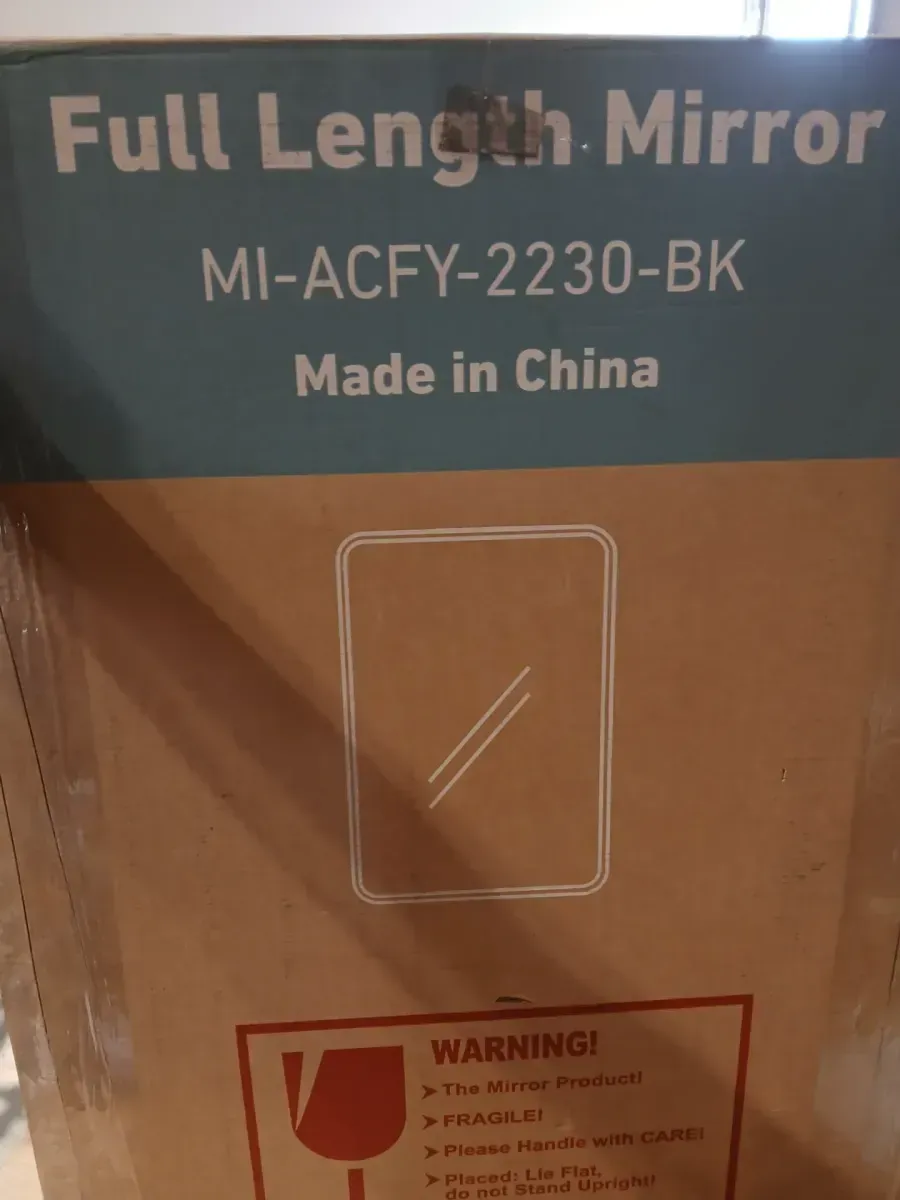 Full Length Mirror
MI-ACFY-2230-BK
Made in China
WARNING!
➤ The Mirror Product!
➤ FRAGILE!
➤ Please Handle with CARE!
➤ Placed: Lie Flat,
do not Stand Upright!